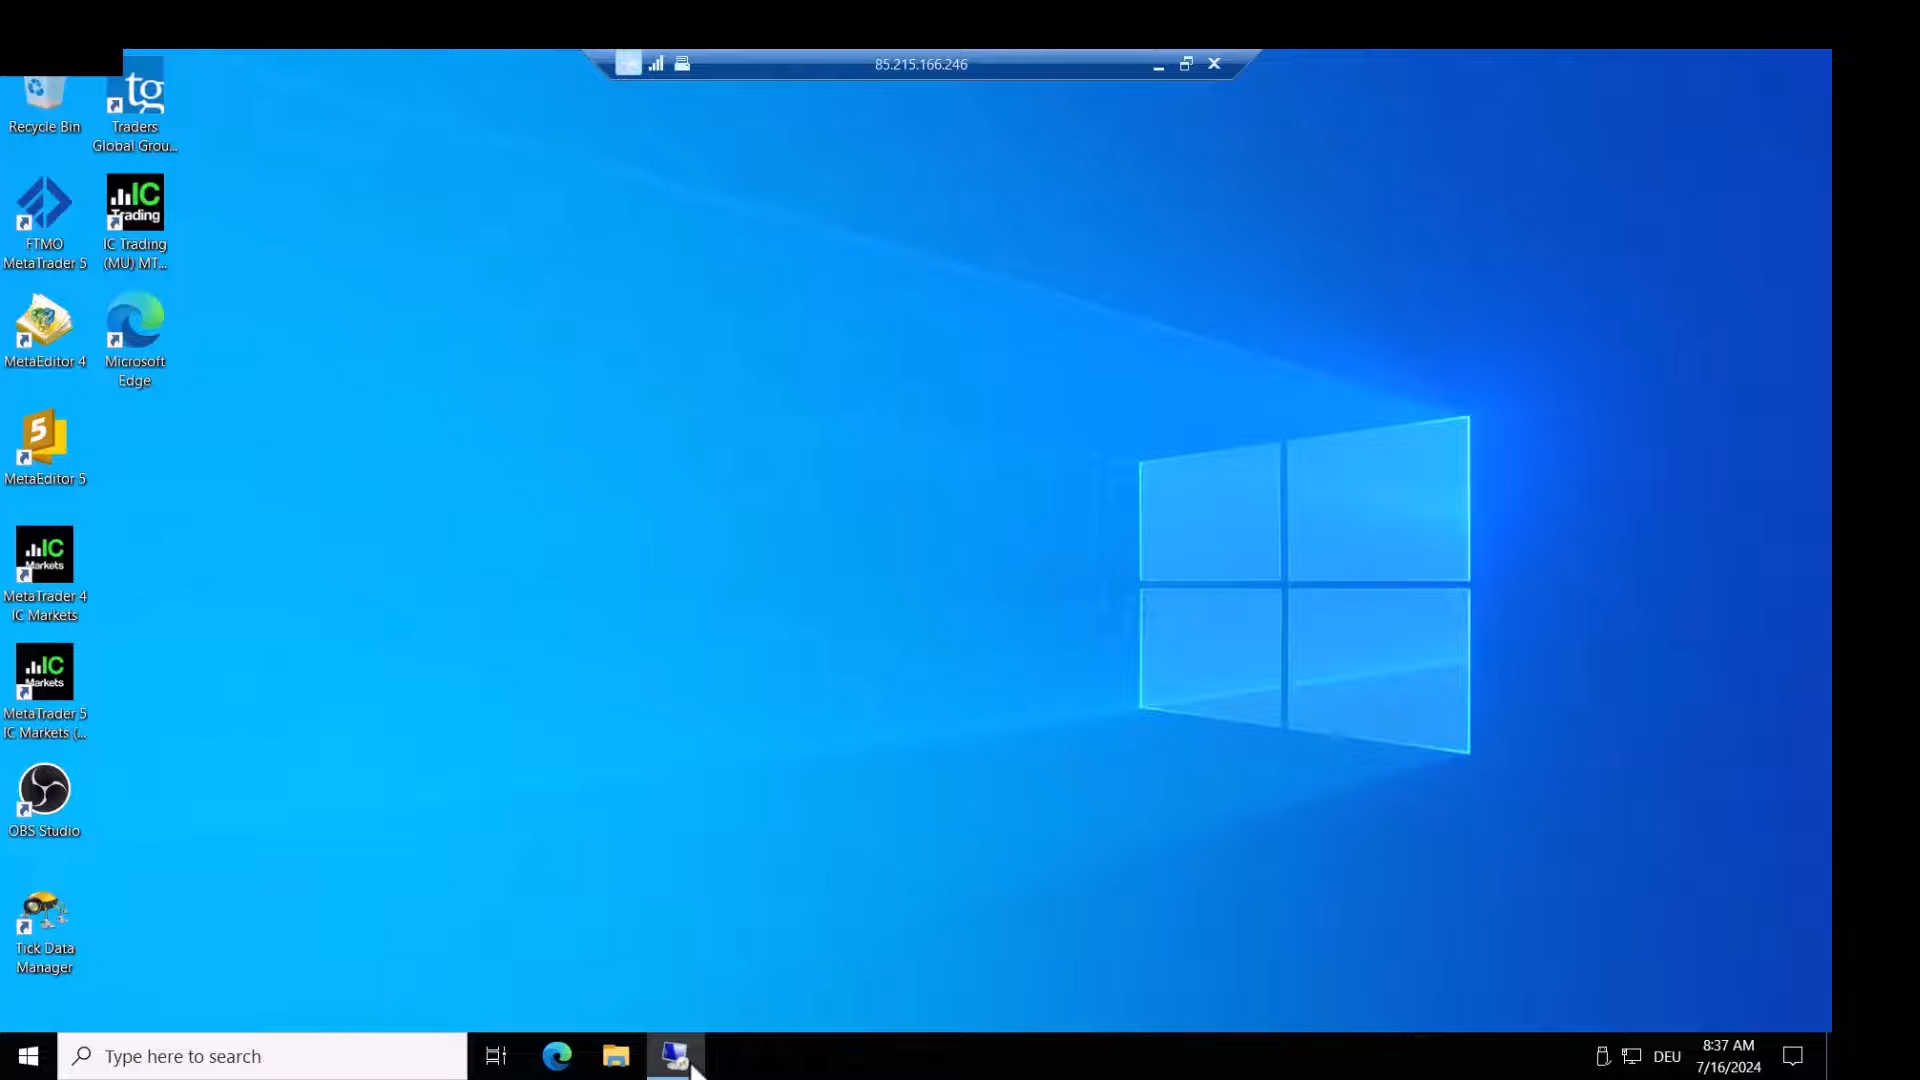 85.215.166.246
tg
Recycle Bin
Traders
Global Grou...
IC
Trading
FTMO
MetaTrader 5
IC Trading
(MU) MT...
MetaEditor 4
Microsoft
Edge
5
MetaEditor 5
IC
Markets
MetaTrader 4
IC Markets
IC
Markets
MetaTrader 5
IC Markets (...
OBS Studio
Tick Data
Manager
Type here to search
DEU
8:37 AM
7/16/2024